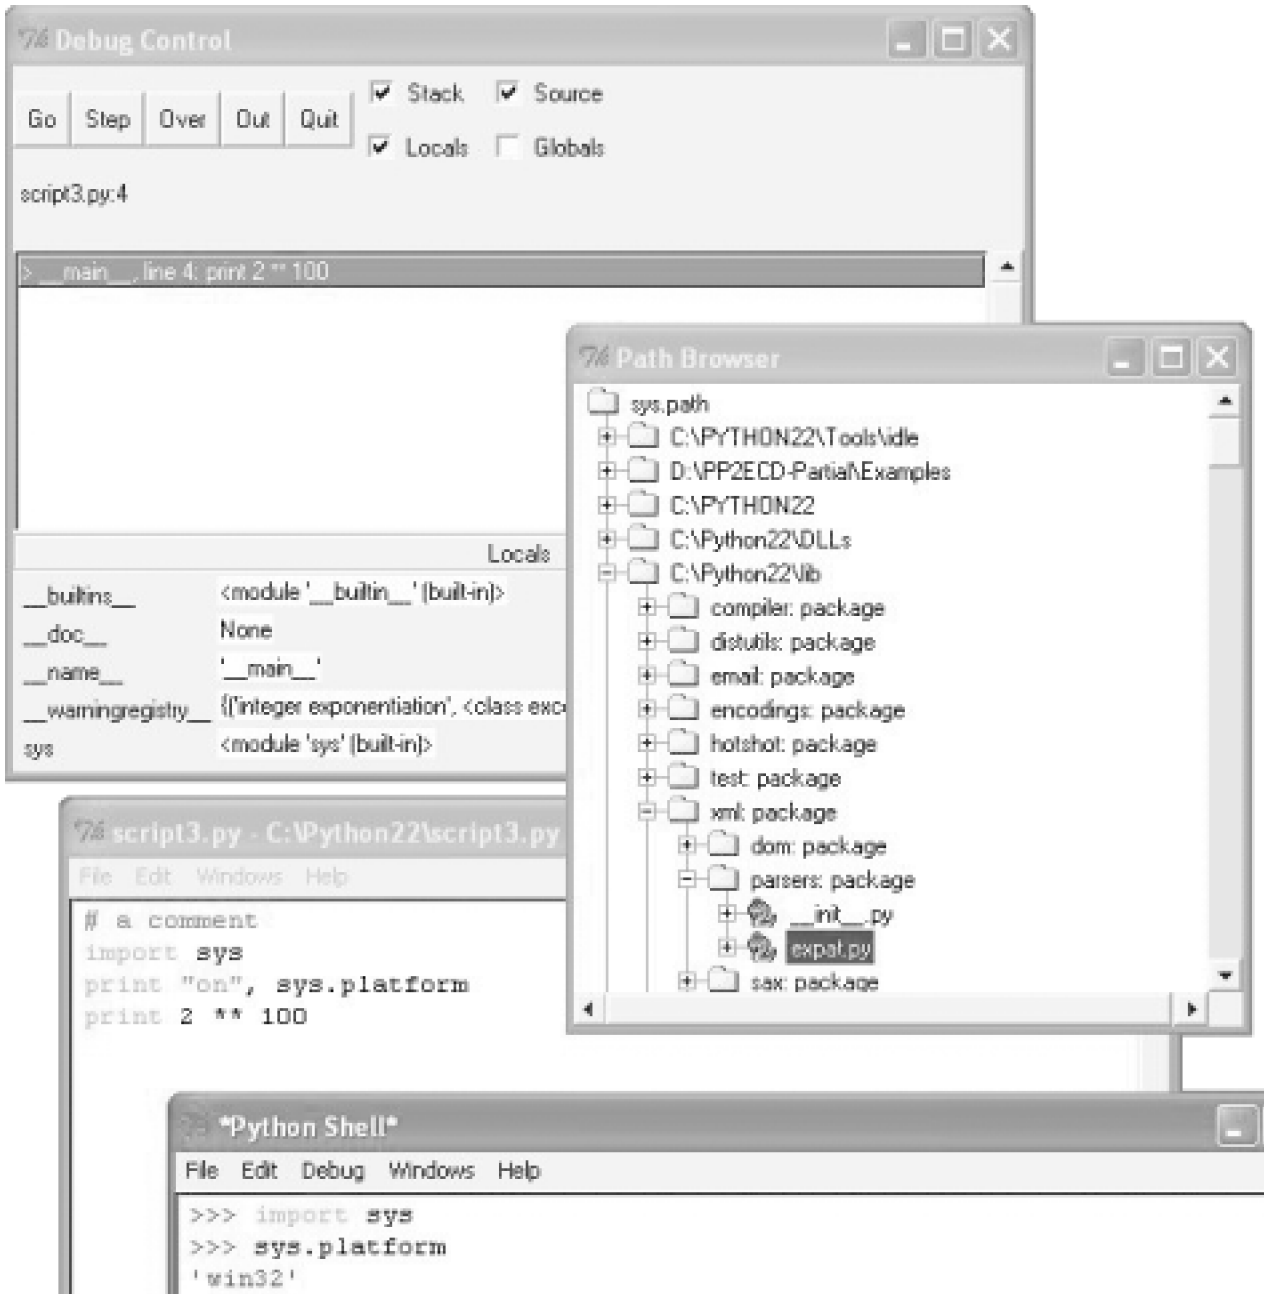 Debug Control
Go Step Over Out Quit
Stack Source
Locals Globals
script3.py:4
> __main__, line 4: print 2 ** 100
Locals
__builtins__ <module '__builtin__' (built-in)>
__doc__ None
__name__ '__main__'
__warningregistry__ {('integer exponentiation', <class exc
sys <module 'sys' (built-in)>
Path Browser
sys.path
C:\PYTHON22\Tools\idle
D:\PP2ECD-Partial\Examples
C:\PYTHON22
C:\Python22\DLLs
C:\Python22\lib
compiler: package
distutils: package
email: package
encodings: package
hotshot: package
test: package
xml: package
dom: package
parsers: package
__init__.py
expat.py
sax: package
script3.py - C:\Python22\script3.py
File Edit Windows Help
# a comment
import sys
print "on", sys.platform
print 2 ** 100
*Python Shell*
File Edit Debug Windows Help
>>> import sys
>>> sys.platform
'win32'